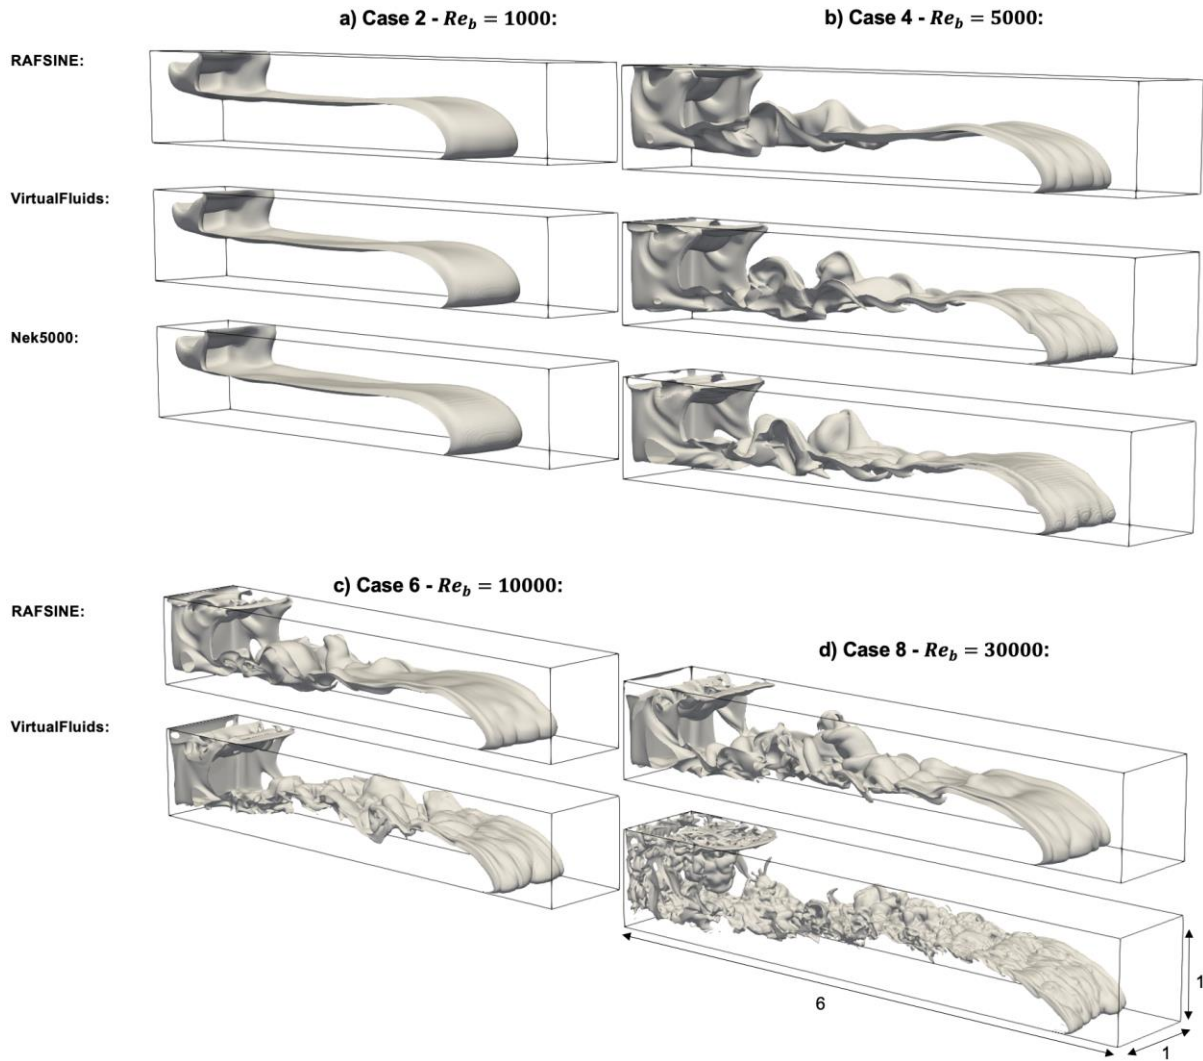 a) Case 2 - Re_b = 1000:
b) Case 4 - Re_b = 5000:
RAFSINE:
VirtualFluids:
Nek5000:
c) Case 6 - Re_b = 10000:
RAFSINE:
d) Case 8 - Re_b = 30000:
VirtualFluids:
6
1
1